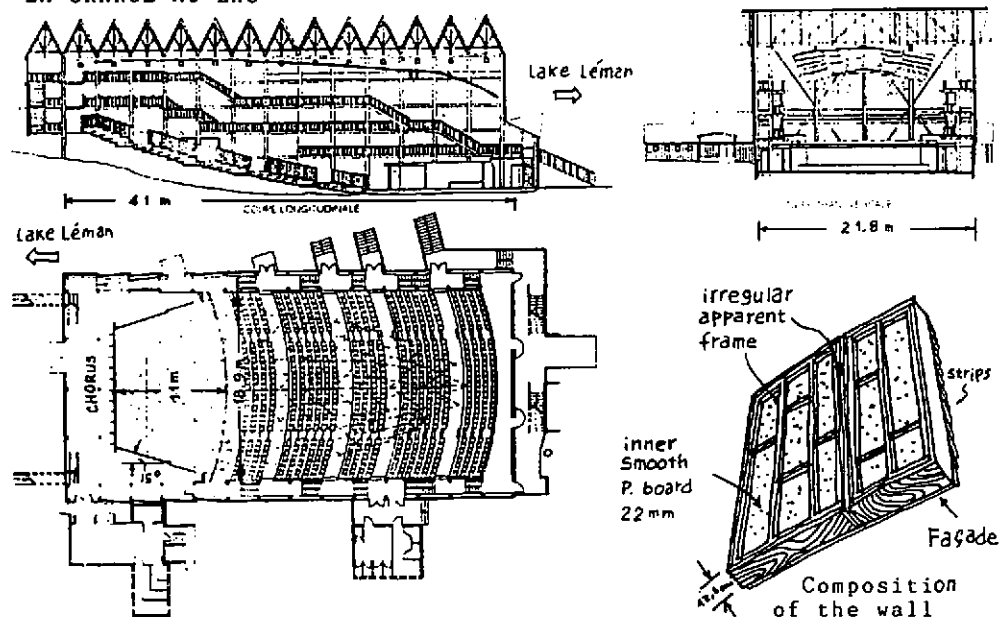 Lake Léman
41 m
COUPE LONGITUDINALE
21.8 m
Lake Léman
CHORUS
11m
18.9 m
15°
irregular
apparent
frame
strips
inner
smooth
P. board
22 mm
Façade
Composition
of the wall